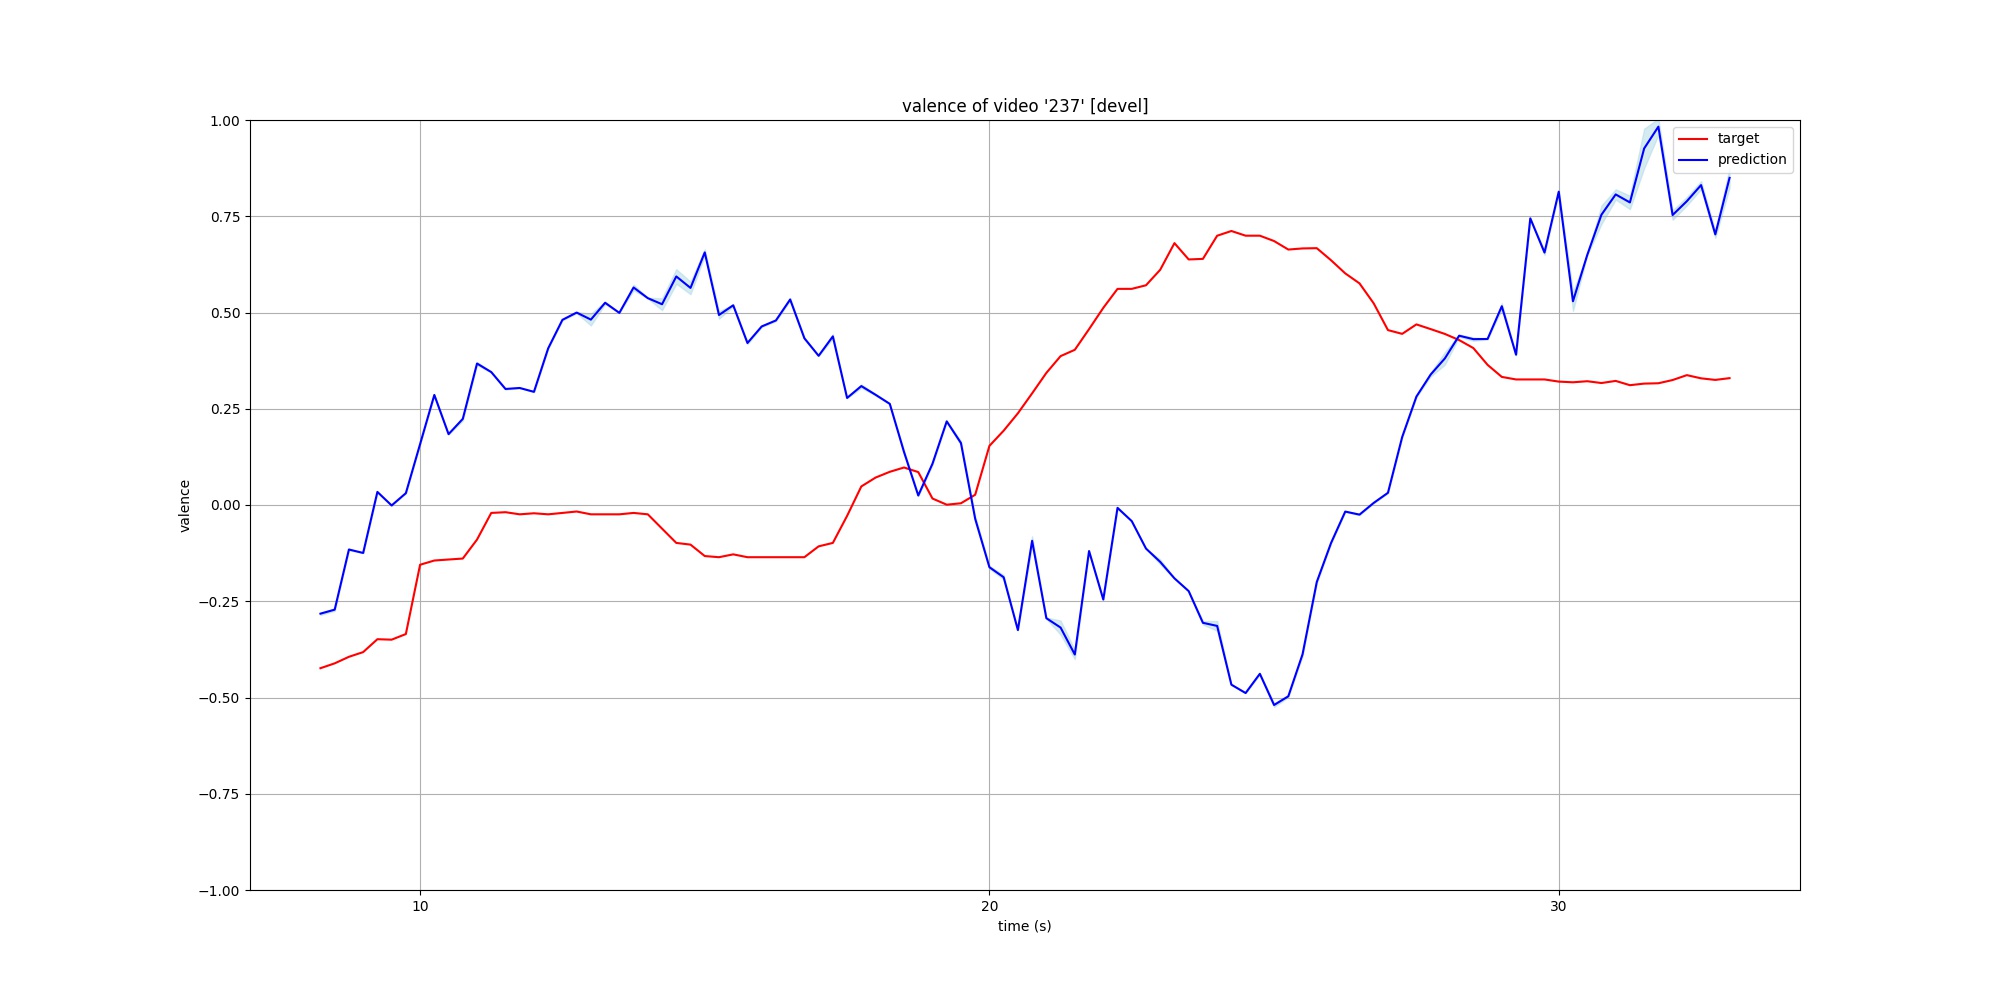 valence of video '237' [devel]
1.00
0.75
0.50
0.25
0.00
−0.25
−0.50
−0.75
−1.00
valence
target
prediction
10
20
30
time (s)